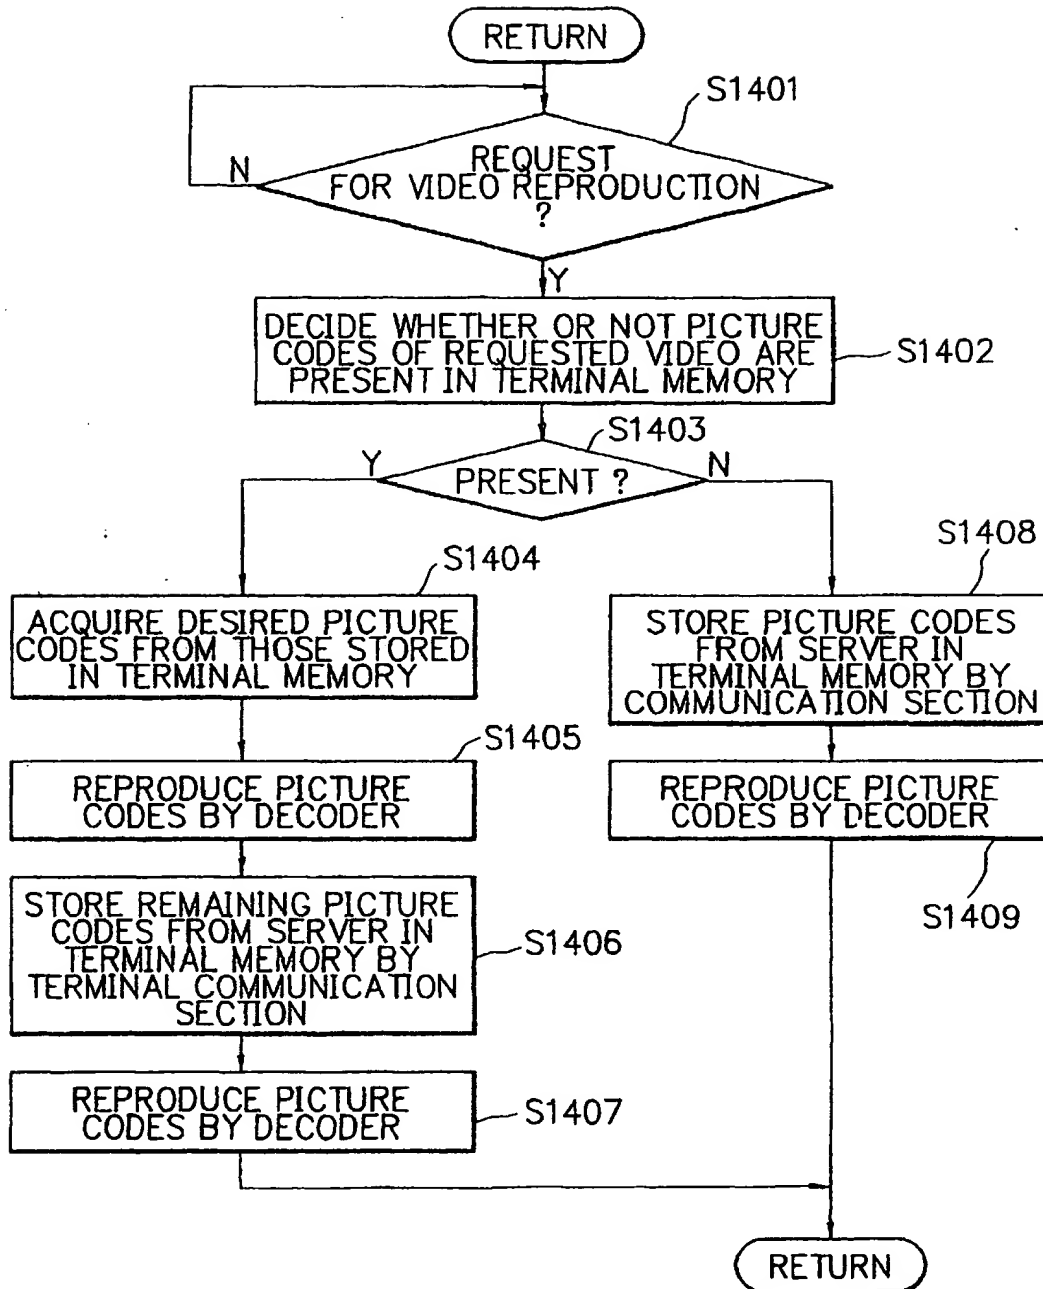 RETURN
S1401
REQUEST
FOR VIDEO REPRODUCTION
?
N
Y
DECIDE WHETHER OR NOT PICTURE
CODES OF REQUESTED VIDEO ARE
PRESENT IN TERMINAL MEMORY
S1402
S1403
Y
PRESENT ?
N
S1404
ACQUIRE DESIRED PICTURE
CODES FROM THOSE STORED
IN TERMINAL MEMORY
S1405
REPRODUCE PICTURE
CODES BY DECODER
STORE REMAINING PICTURE
CODES FROM SERVER IN
TERMINAL MEMORY BY
TERMINAL COMMUNICATION
SECTION
S1406
REPRODUCE PICTURE
CODES BY DECODER
S1407
S1408
STORE PICTURE CODES
FROM SERVER IN
TERMINAL MEMORY BY
COMMUNICATION SECTION
REPRODUCE PICTURE
CODES BY DECODER
S1409
RETURN